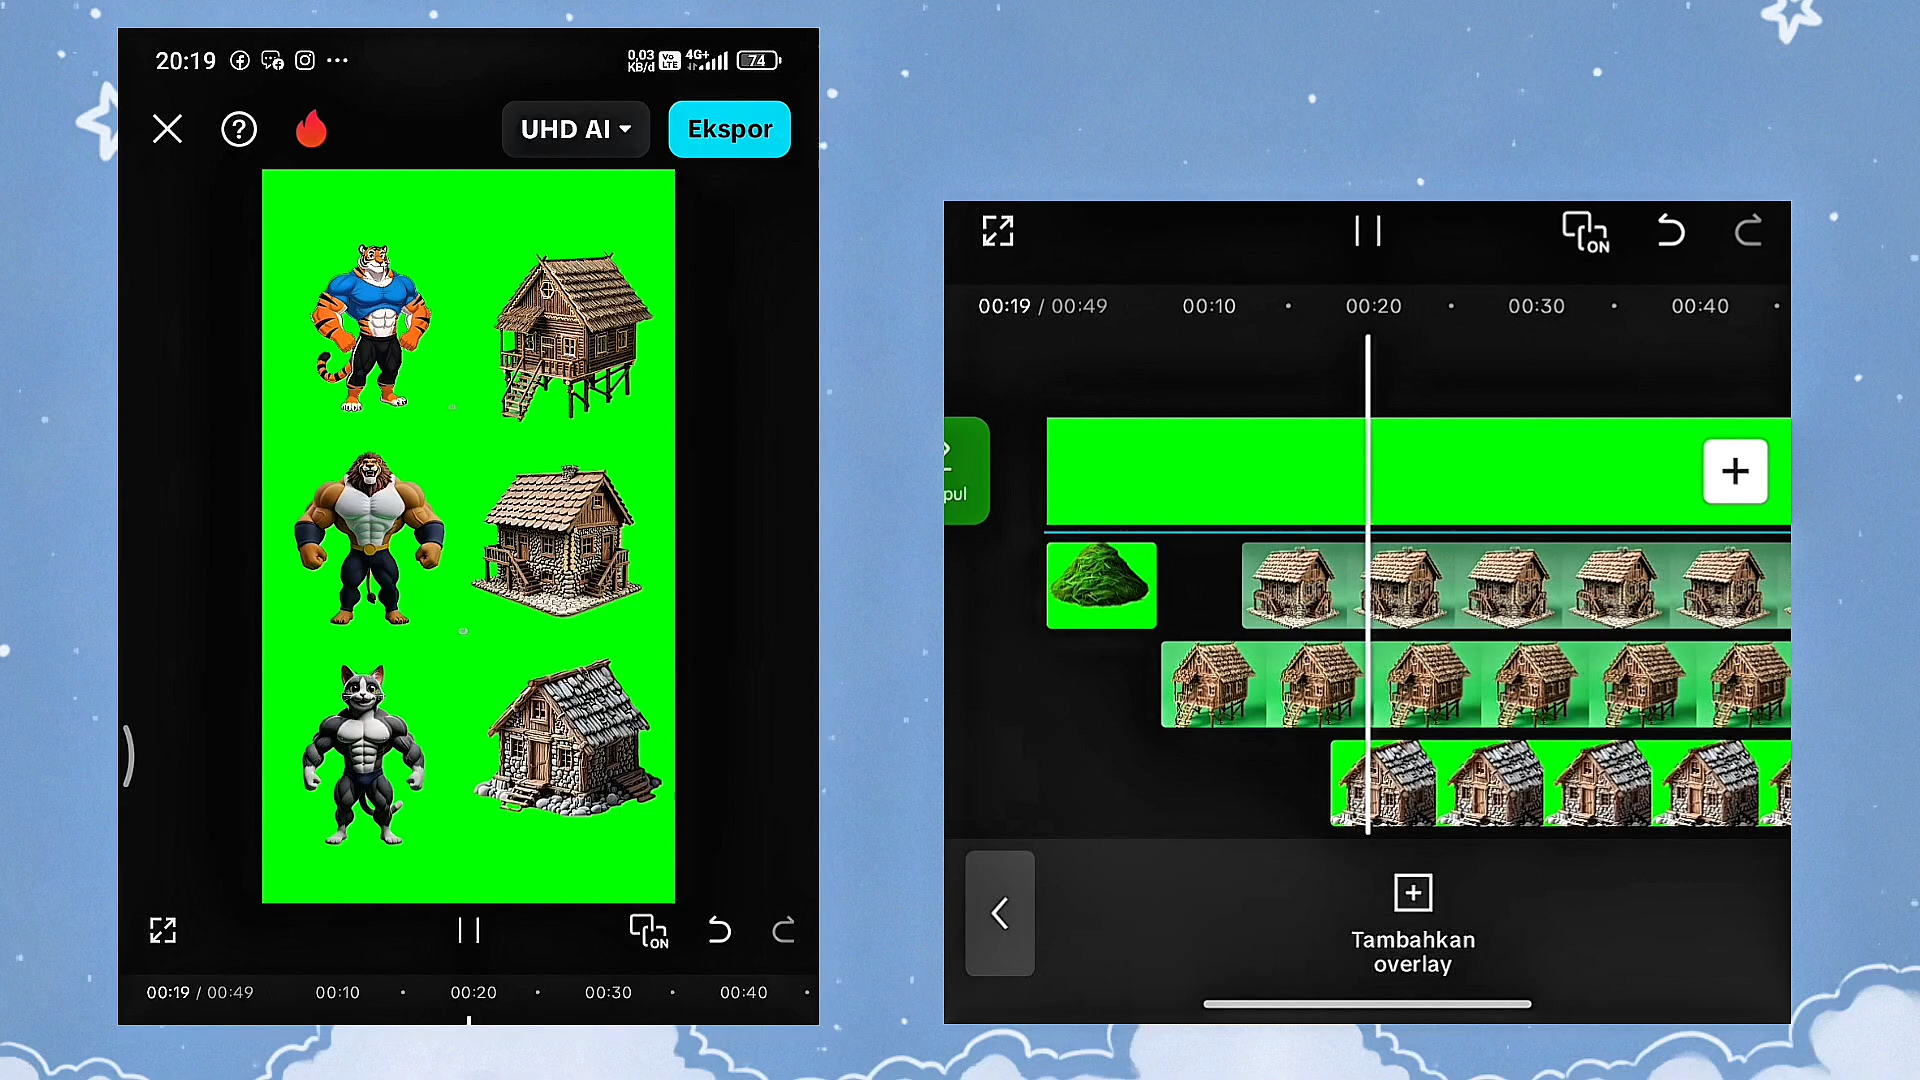 20:19
0,03 KB/d Vo LTE 4G+ 74
UHD AI
Ekspor
ON
00:19 / 00:49 00:10 00:20 00:30 00:40
ON
00:19 / 00:49 00:10 00:20 00:30 00:40
pul
Tambahkan
overlay